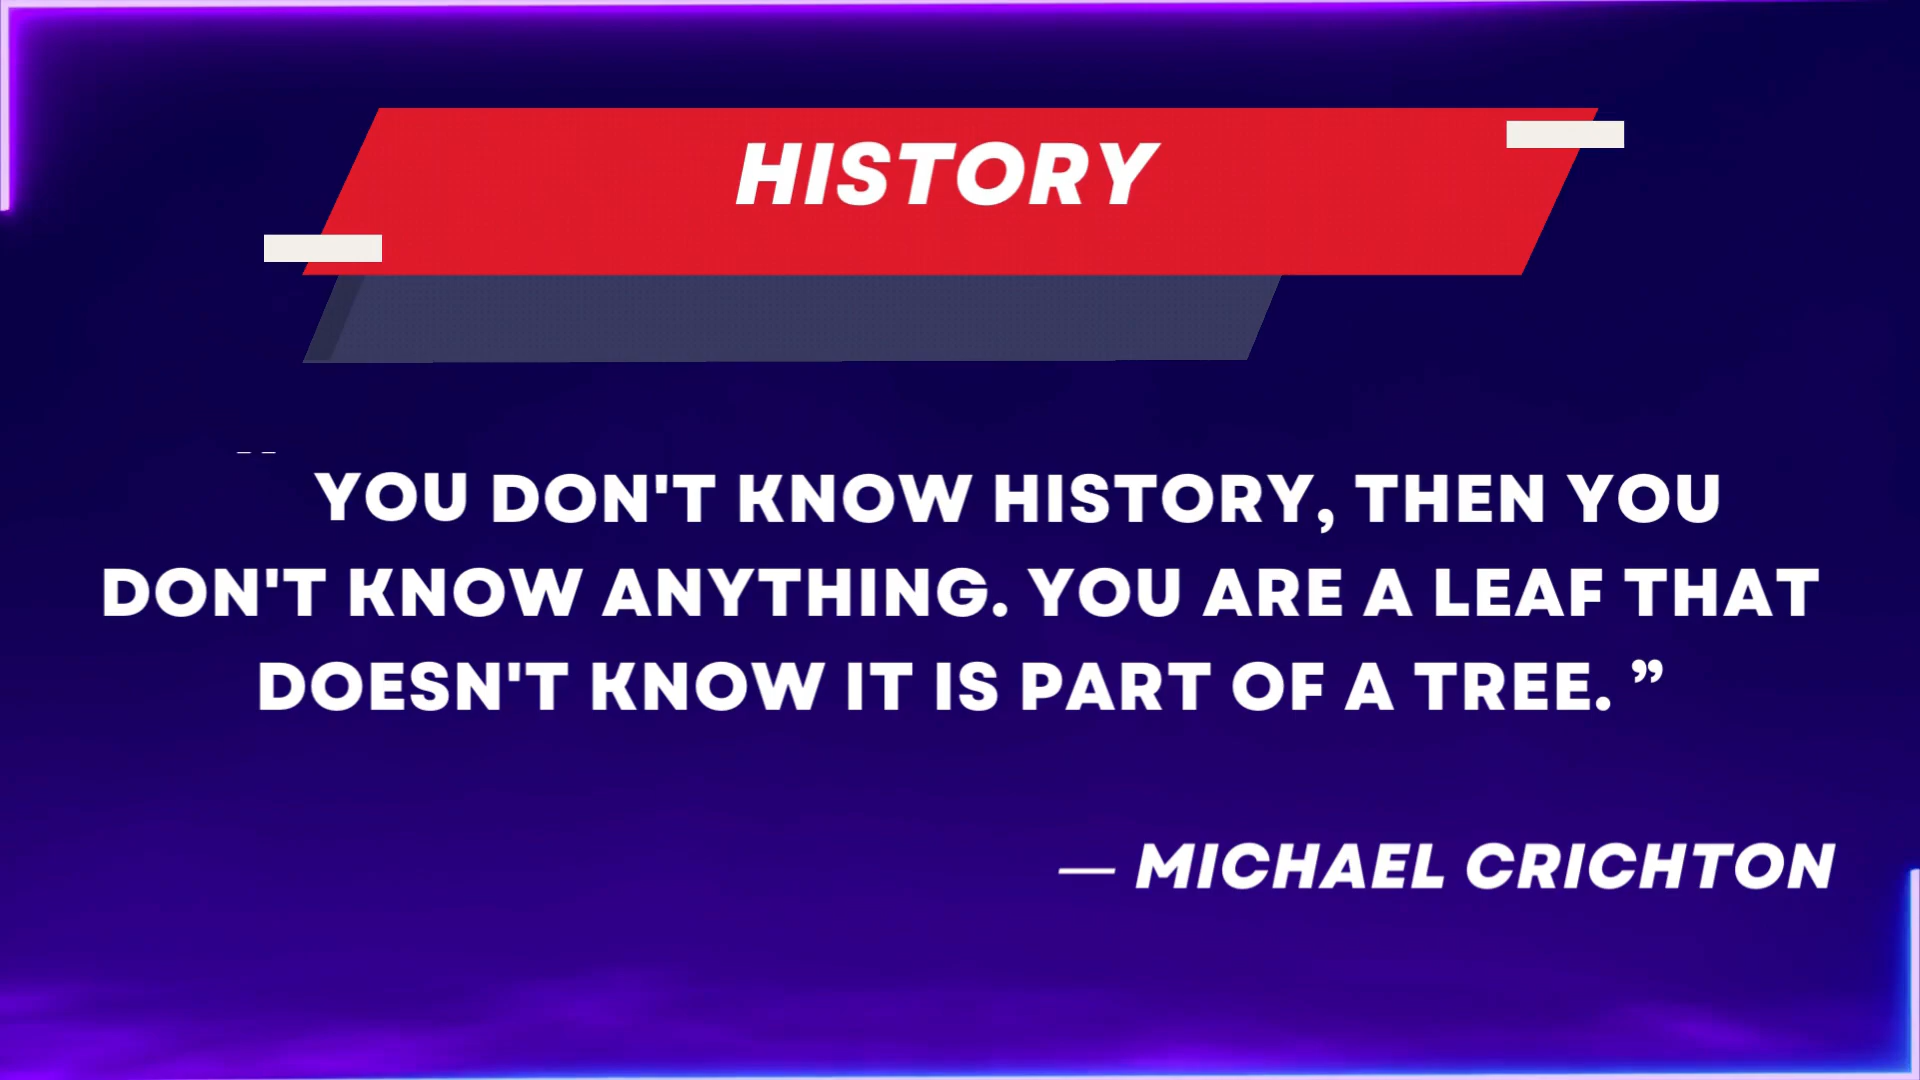 HISTORY
YOU DON'T KNOW HISTORY, THEN YOU
DON'T KNOW ANYTHING. YOU ARE A LEAF THAT
DOESN'T KNOW IT IS PART OF A TREE. ”
— MICHAEL CRICHTON